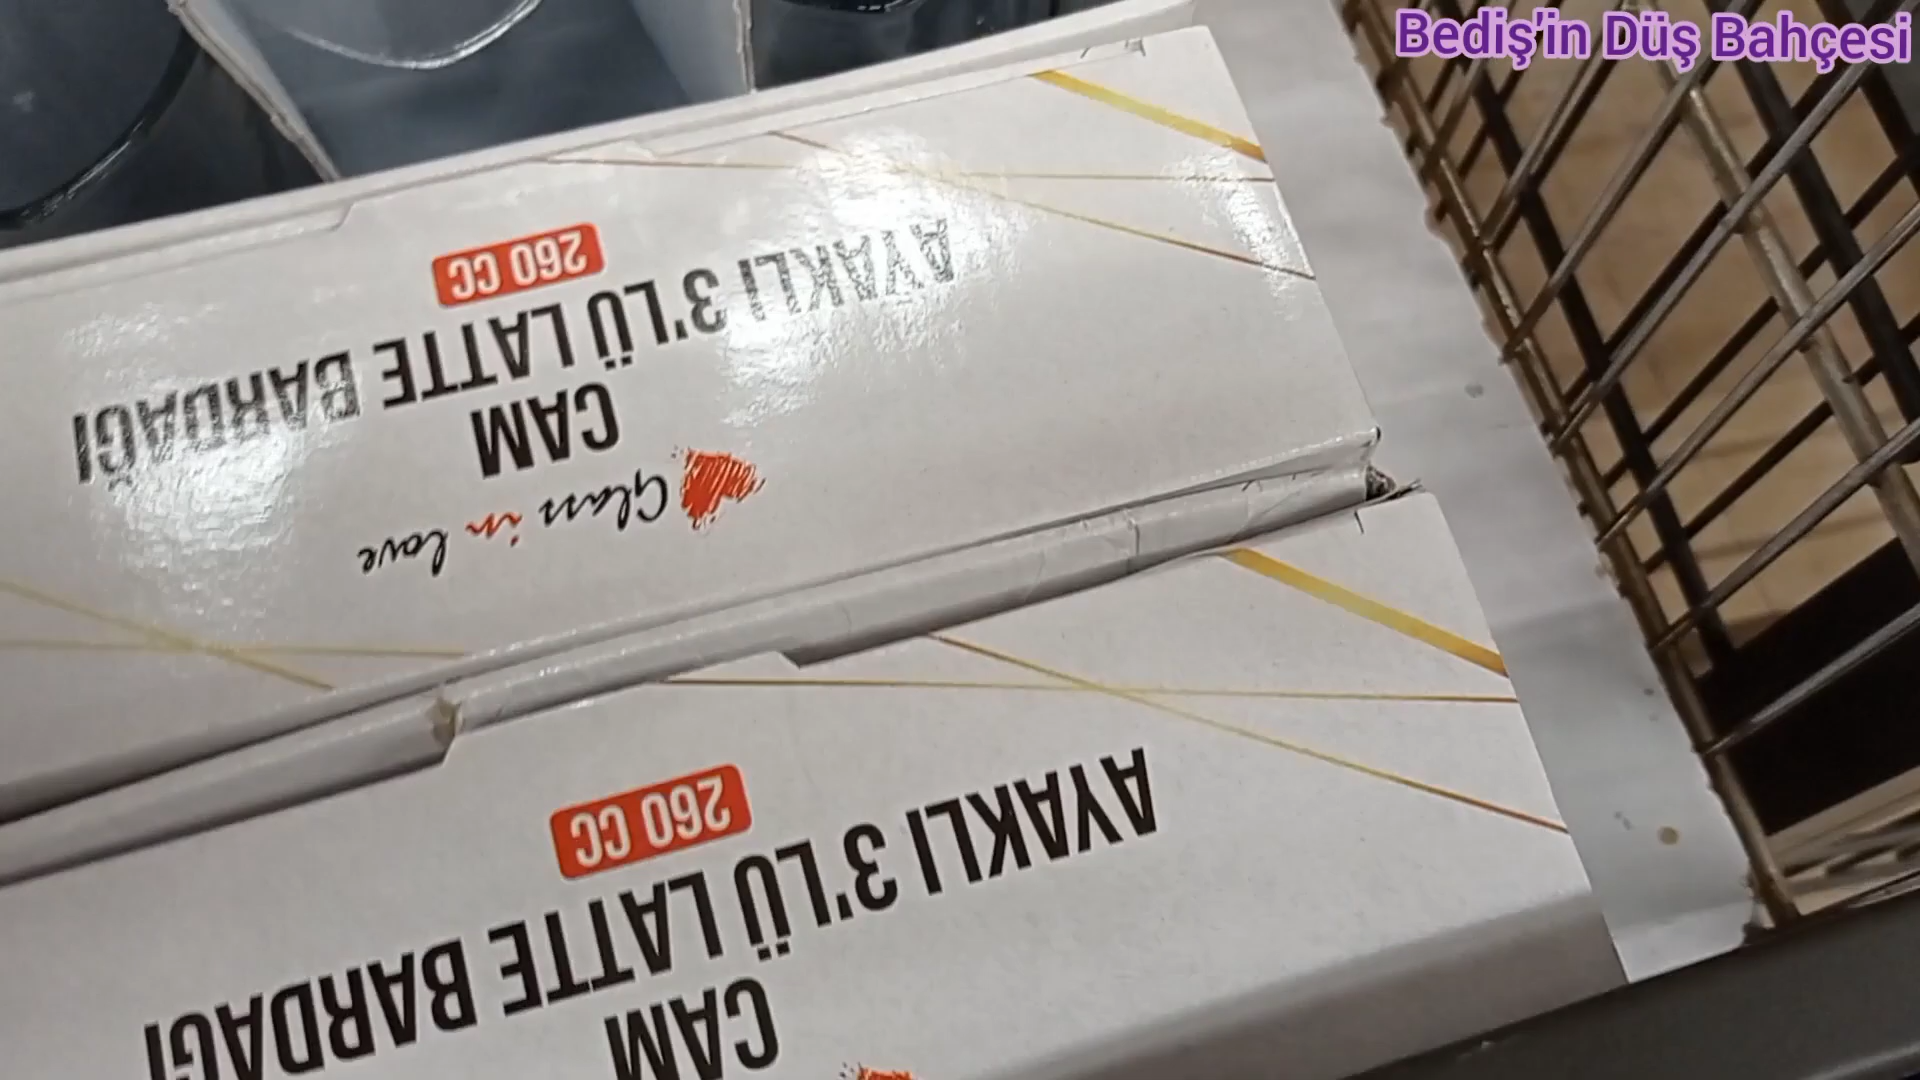 Bediş'in Düş Bahçesi
Glass in love
CAM
AYAKLI 3'LÜ LATTE BARDAĞI
260 CC
CAM
AYAKLI 3'LÜ LATTE BARDAĞI
260 CC